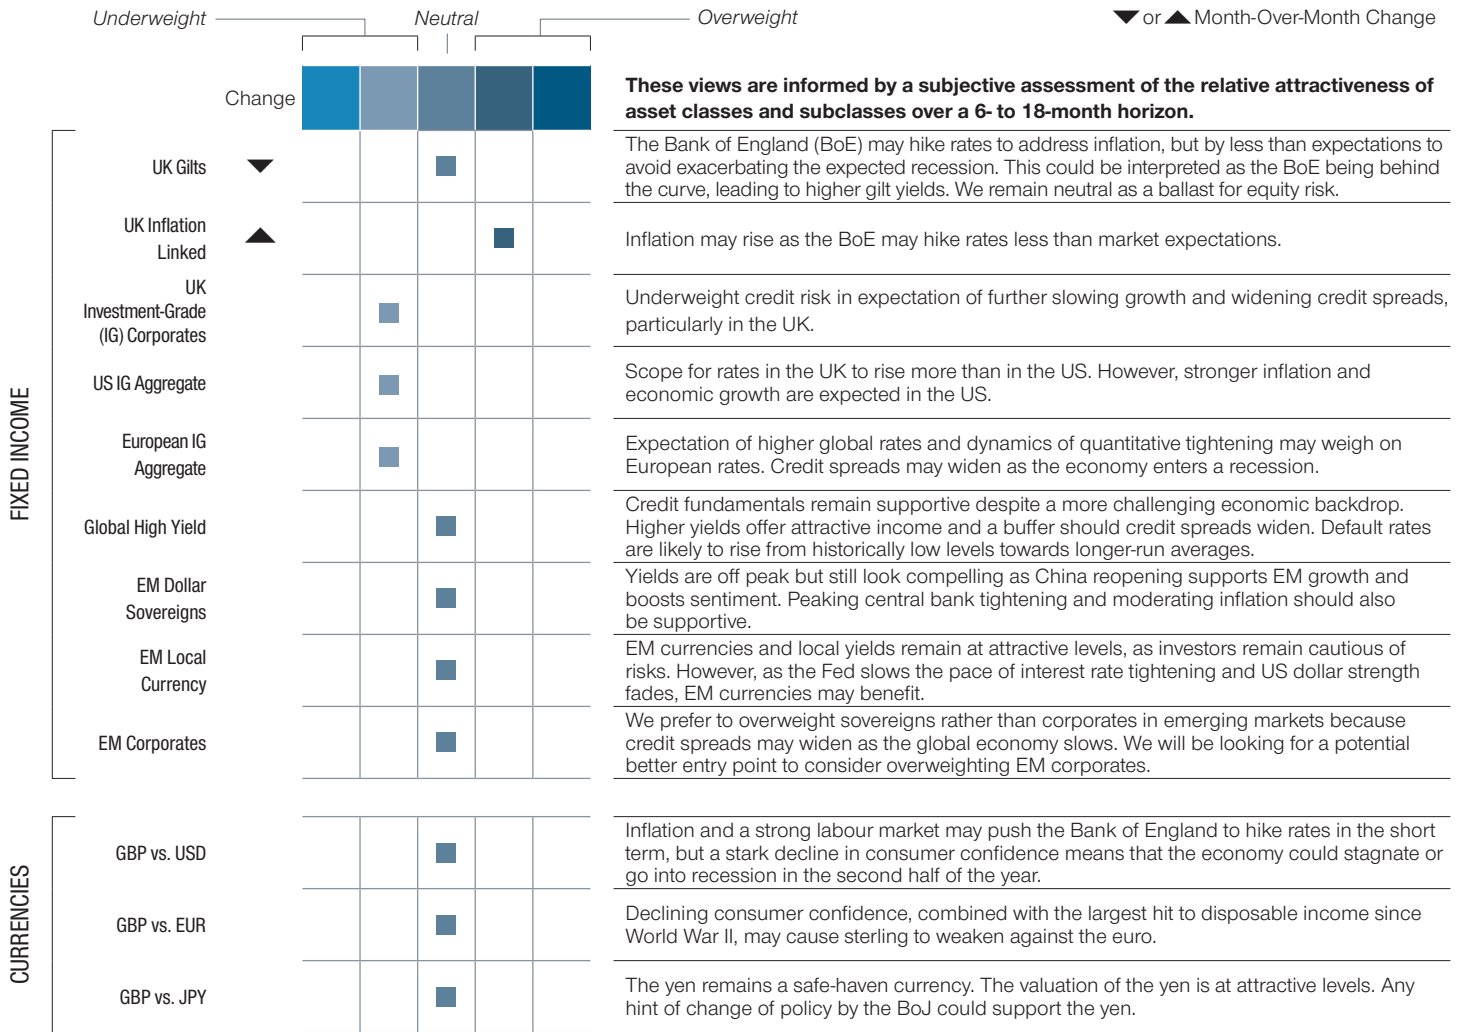 Underweight
Neutral
Overweight
or Month-Over-Month Change
Change
These views are informed by a subjective assessment of the relative attractiveness of
asset classes and subclasses over a 6- to 18-month horizon.
FIXED INCOME
UK Gilts
The Bank of England (BoE) may hike rates to address inflation, but by less than expectations to
avoid exacerbating the expected recession. This could be interpreted as the BoE being behind
the curve, leading to higher gilt yields. We remain neutral as a ballast for equity risk.
UK Inflation
Linked
Inflation may rise as the BoE may hike rates less than market expectations.
UK
Investment-Grade
(IG) Corporates
Underweight credit risk in expectation of further slowing growth and widening credit spreads,
particularly in the UK.
US IG Aggregate
Scope for rates in the UK to rise more than in the US. However, stronger inflation and
economic growth are expected in the US.
European IG
Aggregate
Expectation of higher global rates and dynamics of quantitative tightening may weigh on
European rates. Credit spreads may widen as the economy enters a recession.
Global High Yield
Credit fundamentals remain supportive despite a more challenging economic backdrop.
Higher yields offer attractive income and a buffer should credit spreads widen. Default rates
are likely to rise from historically low levels towards longer-run averages.
EM Dollar
Sovereigns
Yields are off peak but still look compelling as China reopening supports EM growth and
boosts sentiment. Peaking central bank tightening and moderating inflation should also
be supportive.
EM Local
Currency
EM currencies and local yields remain at attractive levels, as investors remain cautious of
risks. However, as the Fed slows the pace of interest rate tightening and US dollar strength
fades, EM currencies may benefit.
EM Corporates
We prefer to overweight sovereigns rather than corporates in emerging markets because
credit spreads may widen as the global economy slows. We will be looking for a potential
better entry point to consider overweighting EM corporates.
CURRENCIES
GBP vs. USD
Inflation and a strong labour market may push the Bank of England to hike rates in the short
term, but a stark decline in consumer confidence means that the economy could stagnate or
go into recession in the second half of the year.
GBP vs. EUR
Declining consumer confidence, combined with the largest hit to disposable income since
World War II, may cause sterling to weaken against the euro.
GBP vs. JPY
The yen remains a safe-haven currency. The valuation of the yen is at attractive levels. Any
hint of change of policy by the BoJ could support the yen.